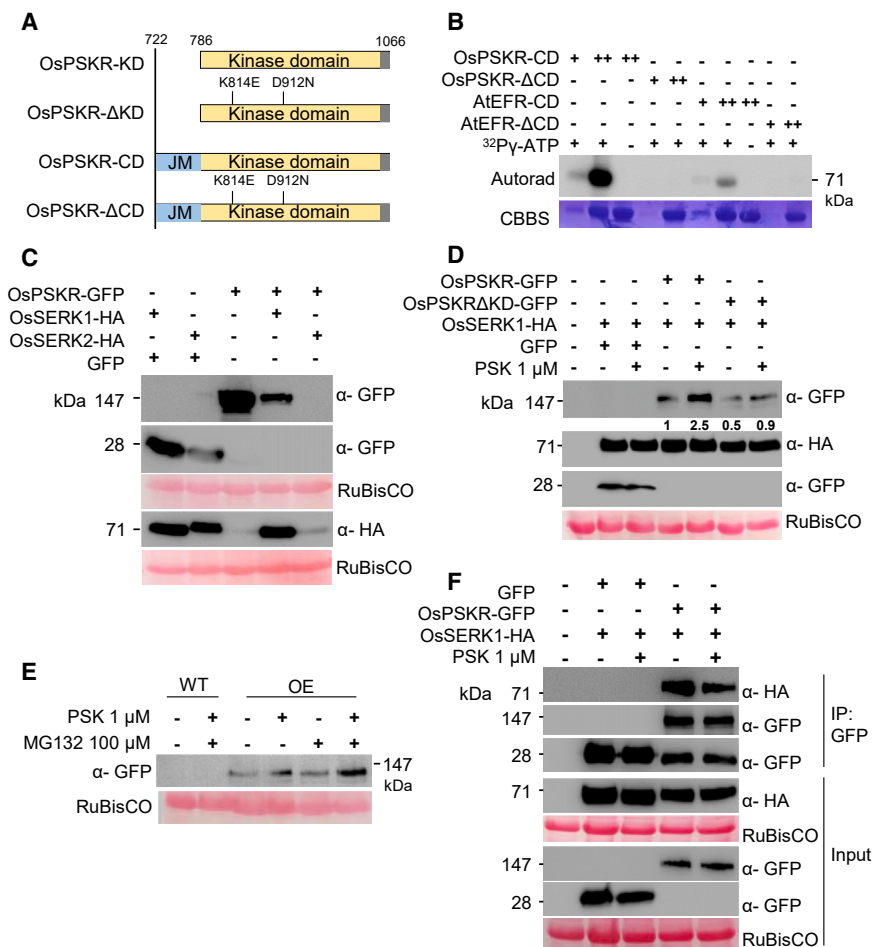 A
722 786 1066
OsPSKR-KD Kinase domain
K814E D912N
OsPSKR-ΔKD Kinase domain
OsPSKR-CD JM Kinase domain
K814E D912N
OsPSKR-ΔCD JM Kinase domain
B
OsPSKR-CD + ++ ++ - - - - - - -
OsPSKR-ΔCD - - - + ++ - - - - -
AtEFR-CD - - - - - + ++ ++ - -
AtEFR-ΔCD - - - - - - - - + ++
³²Pγ-ATP + + - + + + + - + +
Autorad 71
kDa
CBBS
C
OsPSKR-GFP - - + + +
OsSERK1-HA + - - + -
OsSERK2-HA - + - - +
GFP + + - - -
kDa 147 α- GFP
28 α- GFP
RuBisCO
71 α- HA
RuBisCO
D
OsPSKR-GFP - - - + + - -
OsPSKRΔKD-GFP - - - - - + +
OsSERK1-HA - + + + + + +
GFP - + + - - - -
PSK 1 μM - - + - + - +
kDa 147 α- GFP
1 2.5 0.5 0.9
71 α- HA
28 α- GFP
RuBisCO
E
WT OE
PSK 1 μM - + - + - +
MG132 100 μM - + - - + +
α- GFP 147
kDa
RuBisCO
F
GFP - + + - -
OsPSKR-GFP - - - + +
OsSERK1-HA - + + + +
PSK 1 μM - - + - +
kDa 71 α- HA
147 α- GFP
28 α- GFP
IP:
GFP
71 α- HA
RuBisCO
147 α- GFP
28 α- GFP
RuBisCO
Input